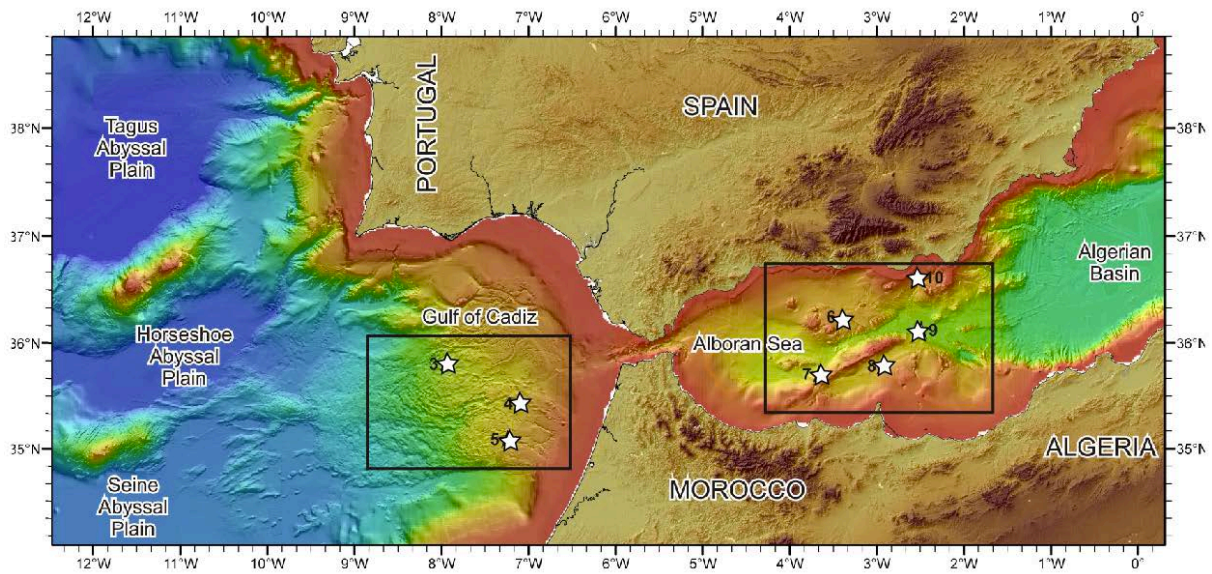 12°W 11°W 10°W 9°W 8°W 7°W 6°W 5°W 4°W 3°W 2°W 1°W 0°
38°N
37°N
36°N
35°N
Tagus
Abyssal
Plain
PORTUGAL
SPAIN
38°N
37°N
36°N
35°N
Algerian
Basin
Horseshoe
Abyssal
Plain
Gulf of Cadiz
3
4
5
Alboran Sea
10
6
9
8
7
Seine
Abyssal
Plain
MOROCCO
ALGERIA
12°W 11°W 10°W 9°W 8°W 7°W 6°W 5°W 4°W 3°W 2°W 1°W 0°